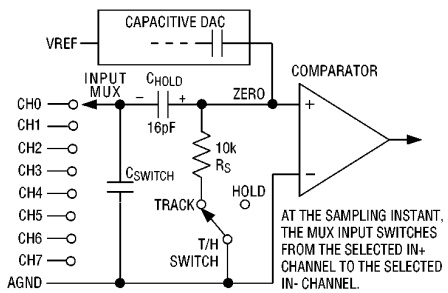 CAPACITIVE DAC
VREF
COMPARATOR
INPUT
MUX
CHOLD
ZERO
− +
+
CH0
16pF
CH1
10k
CH2
RS
−
CSWITCH
CH3
HOLD
CH4
TRACK
CH5
CH6
T/H
SWITCH
CH7
AGND
AT THE SAMPLING INSTANT,
THE MUX INPUT SWITCHES
FROM THE SELECTED IN+
CHANNEL TO THE SELECTED
IN- CHANNEL.